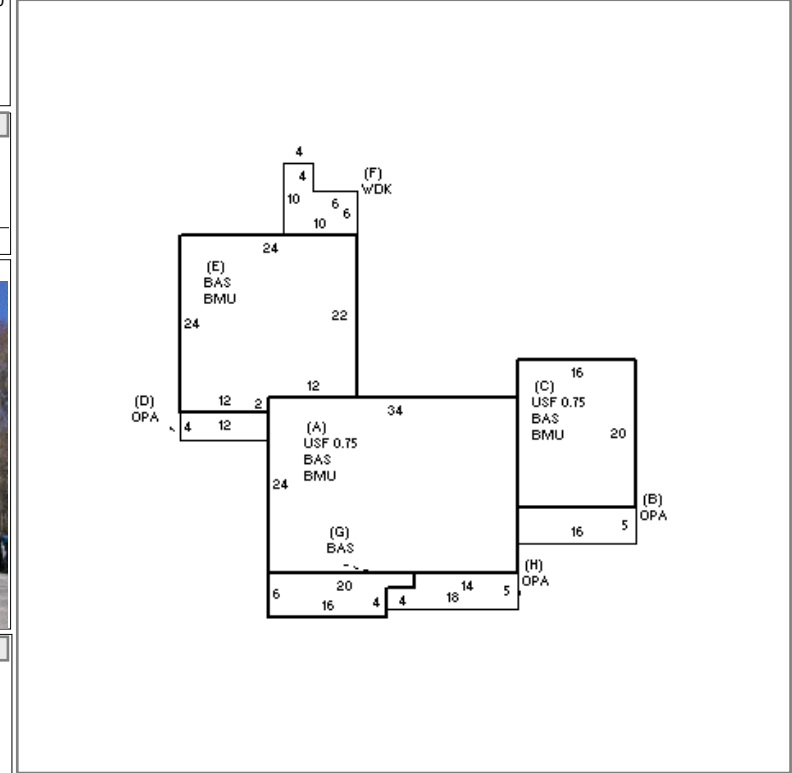 4
4
(F)
WDK
10
6
6
10
24
(E)
BAS
BMU
24
22
16
(C)
USF 0.75
BAS
BMU
20
12
12
2
34
(D)
OPA
4
12
(A)
USF 0.75
BAS
BMU
24
(B)
OPA
16
5
(G)
BAS
(H)
OPA
6
20
16
4
4
14
18
5